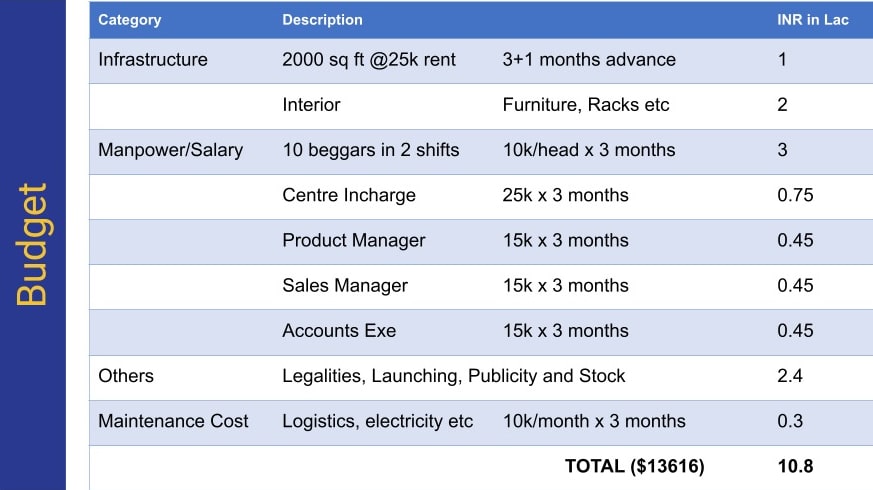 Budget
Category Description INR in Lac
Infrastructure 2000 sq ft @25k rent 3+1 months advance 1
Interior Furniture, Racks etc 2
Manpower/Salary 10 beggars in 2 shifts 10k/head x 3 months 3
Centre Incharge 25k x 3 months 0.75
Product Manager 15k x 3 months 0.45
Sales Manager 15k x 3 months 0.45
Accounts Exe 15k x 3 months 0.45
Others Legalities, Launching, Publicity and Stock 2.4
Maintenance Cost Logistics, electricity etc 10k/month x 3 months 0.3
TOTAL ($13616) 10.8